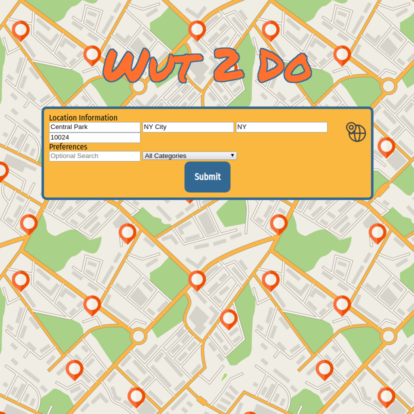 Wut 2 Do
Location Information
Central Park NY City NY
10024
Preferences
Optional Search All Categories
Submit